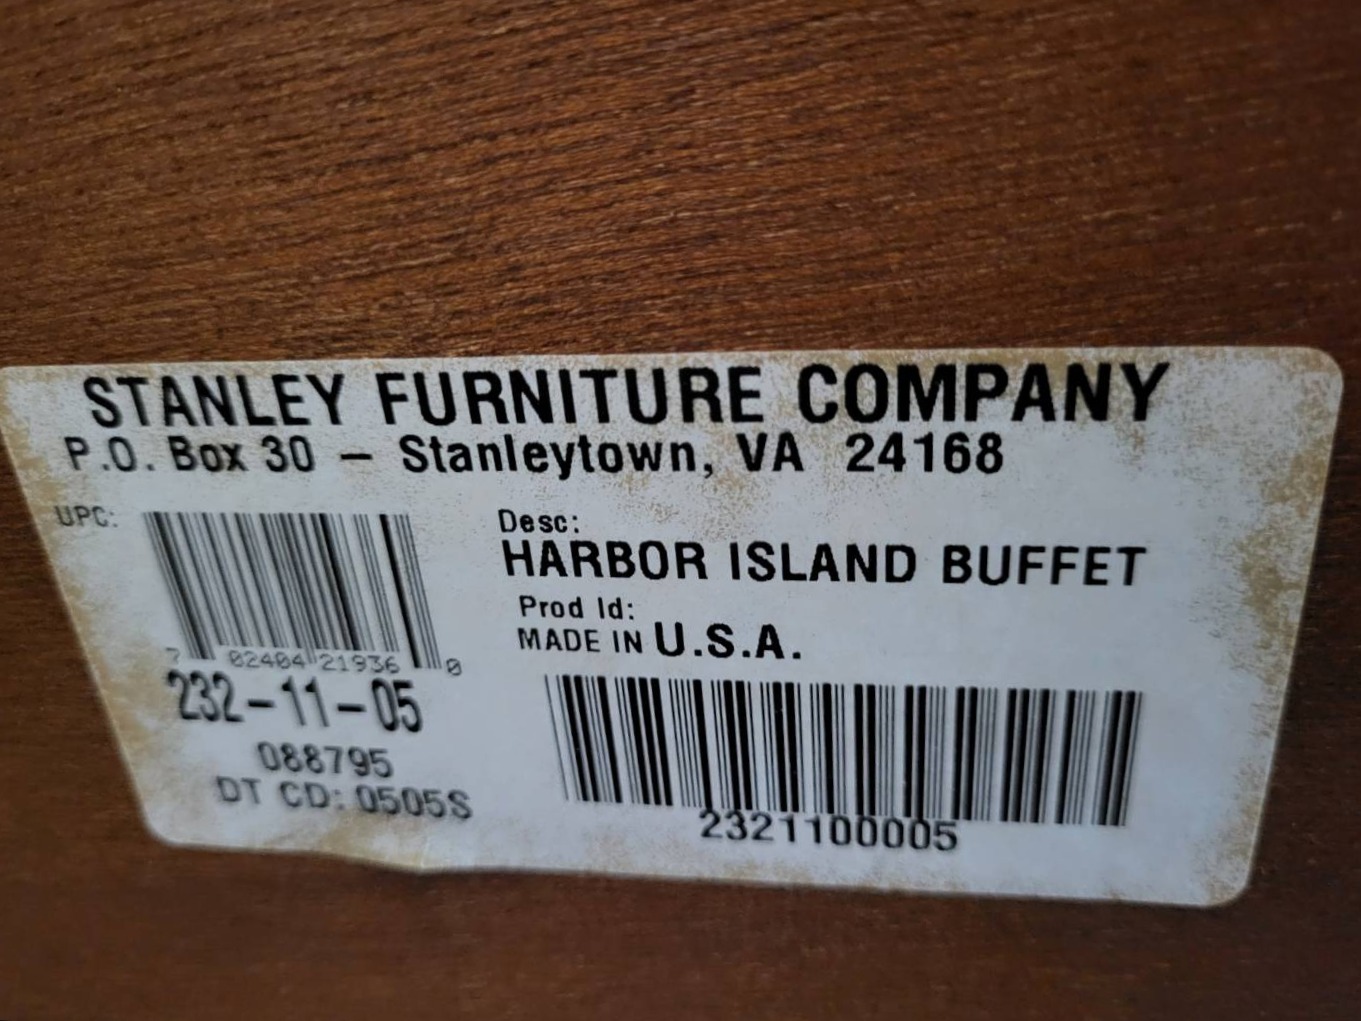 STANLEY FURNITURE COMPANY
P.O. Box 30 – Stanleytown, VA 24168
UPC:
7 02404 21936 0
232-11-05
088795
DT CD: 0505S
Desc:
HARBOR ISLAND BUFFET
Prod Id:
MADE IN U.S.A.
2321100005